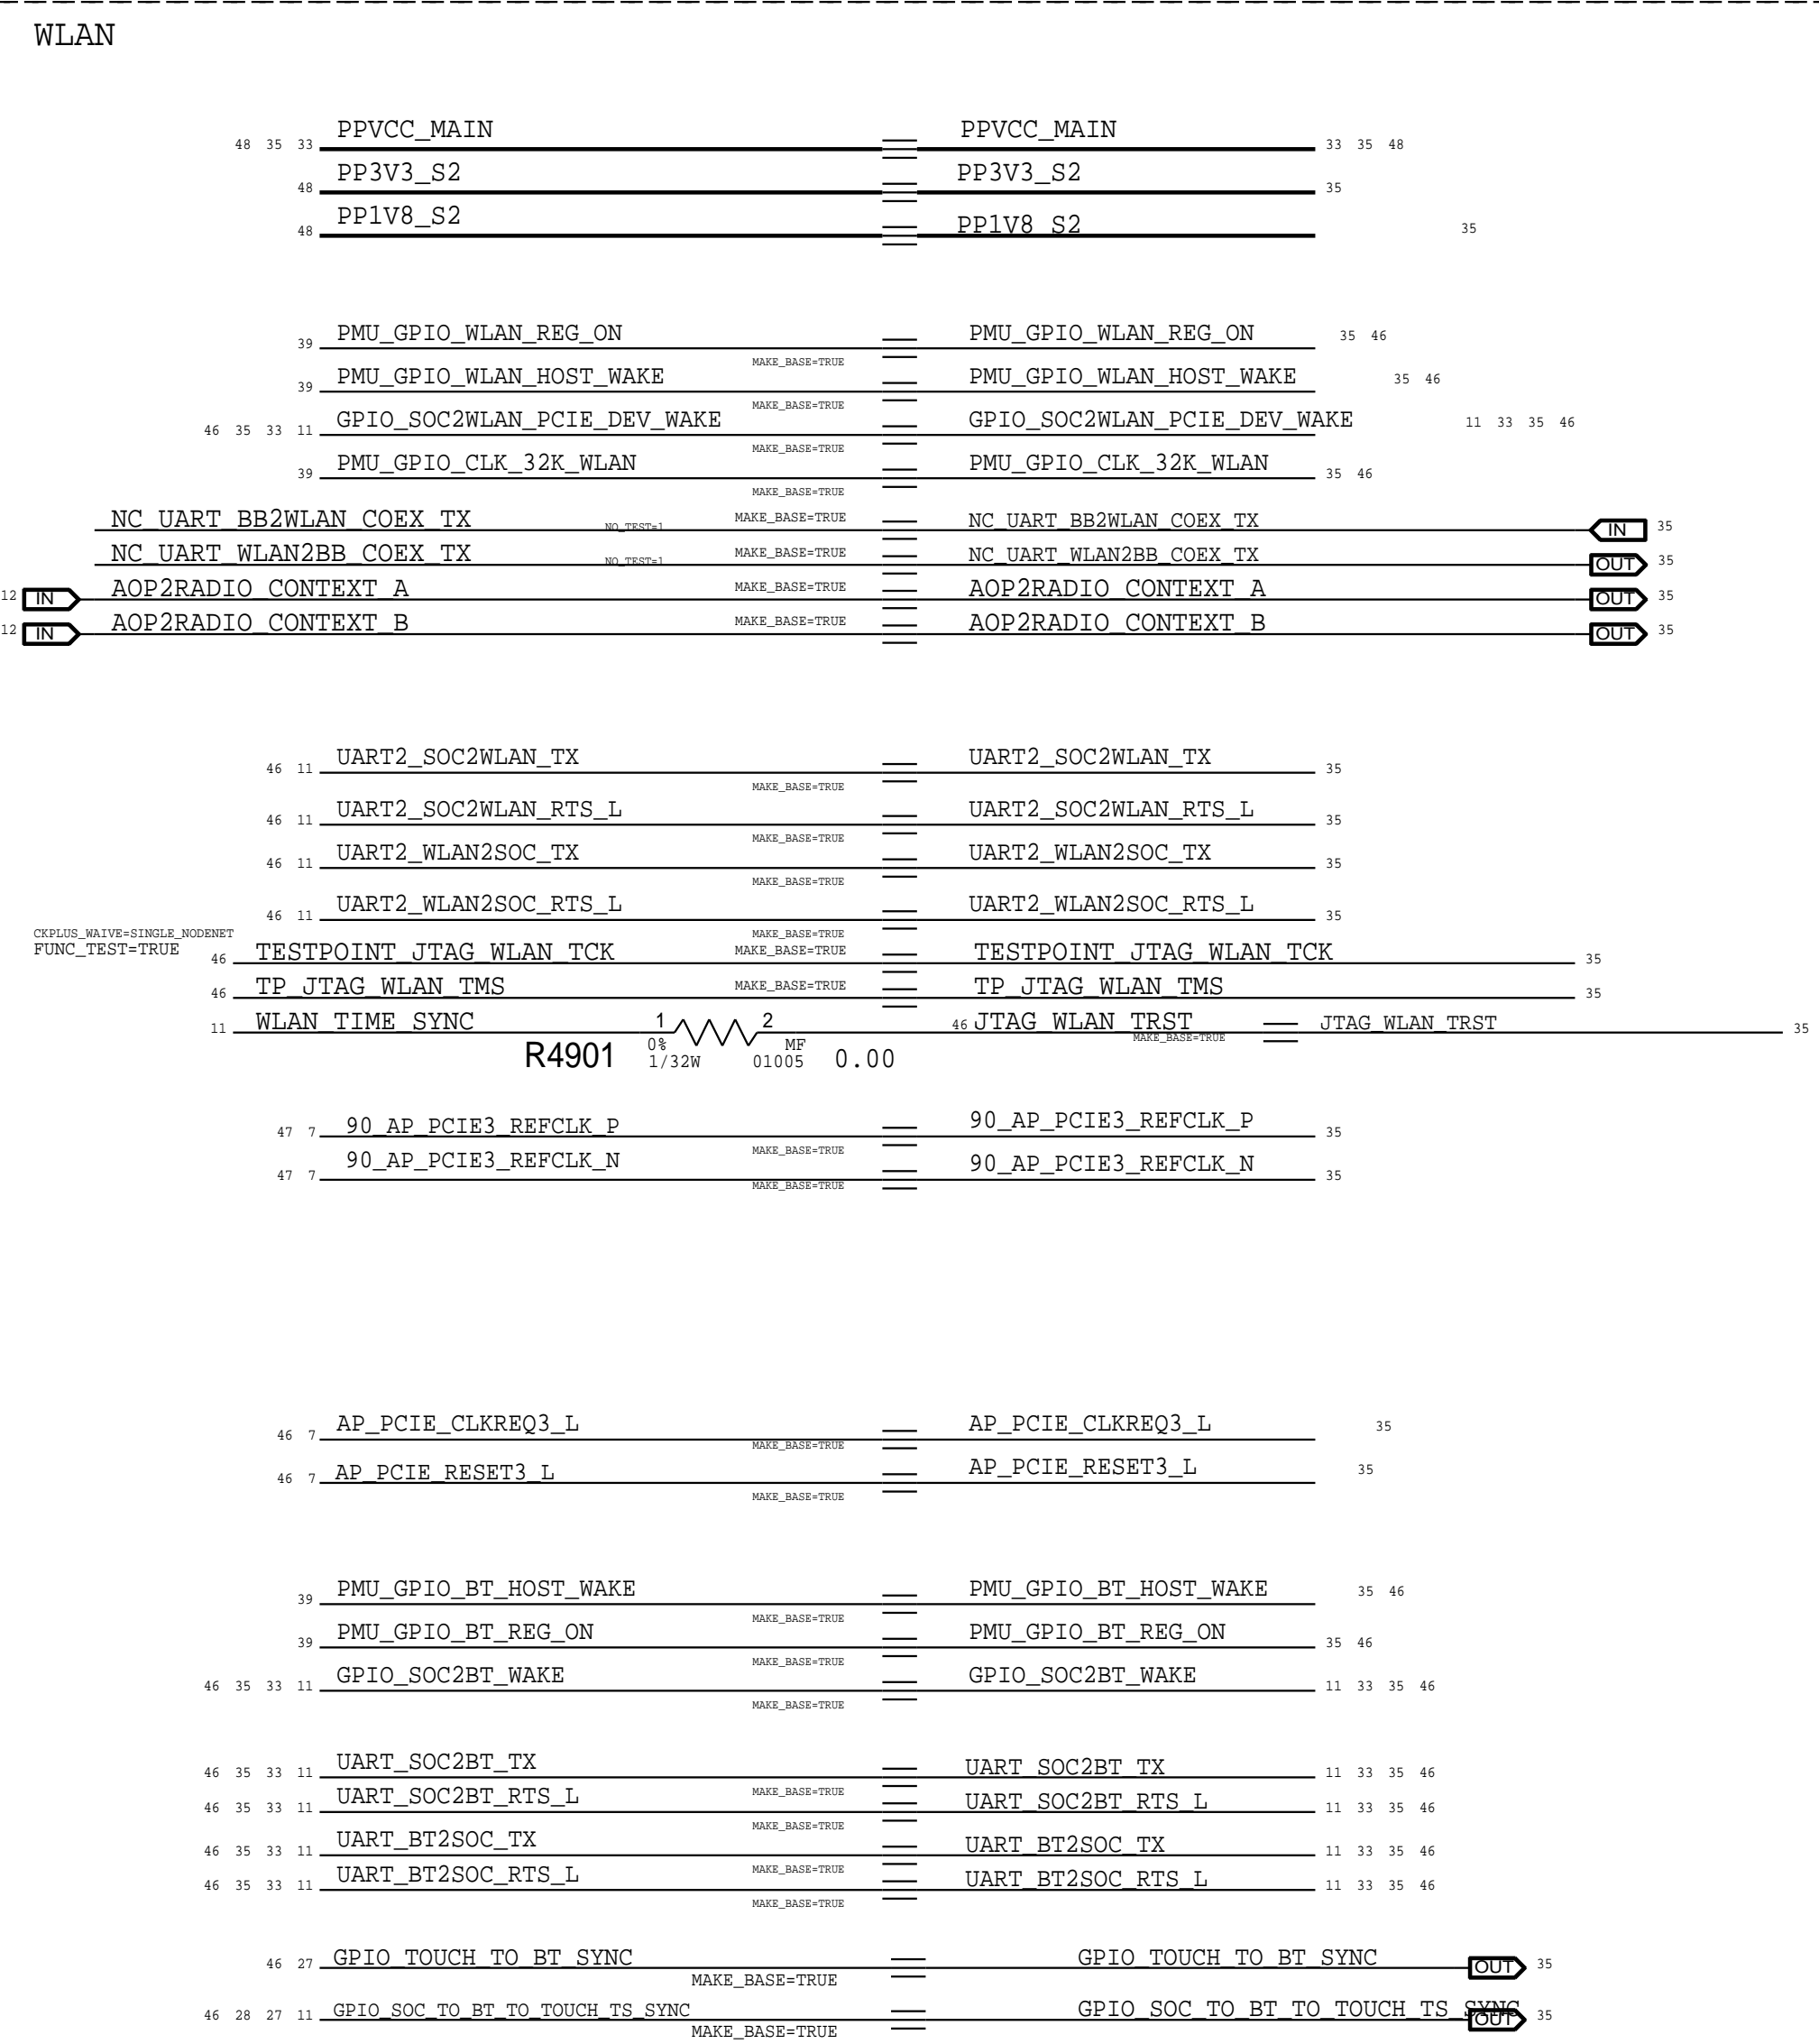 WLAN
PPVCC_MAIN PPVCC_MAIN
48 35 33 33 35 48
PP3V3_S2 PP3V3_S2
48 35
PP1V8_S2 PP1V8_S2
48 35
39 PMU_GPIO_WLAN_REG_ON PMU_GPIO_WLAN_REG_ON 35 46
MAKE_BASE=TRUE
39 PMU_GPIO_WLAN_HOST_WAKE PMU_GPIO_WLAN_HOST_WAKE 35 46
MAKE_BASE=TRUE
46 35 33 11 GPIO_SOC2WLAN_PCIE_DEV_WAKE GPIO_SOC2WLAN_PCIE_DEV_WAKE 11 33 35 46
MAKE_BASE=TRUE
39 PMU_GPIO_CLK_32K_WLAN PMU_GPIO_CLK_32K_WLAN 35 46
MAKE_BASE=TRUE
NC_UART_BB2WLAN_COEX_TX NO_TEST=1 MAKE_BASE=TRUE NC_UART_BB2WLAN_COEX_TX IN 35
NC_UART_WLAN2BB_COEX_TX NO_TEST=1 MAKE_BASE=TRUE NC_UART_WLAN2BB_COEX_TX OUT 35
12 IN AOP2RADIO_CONTEXT_A MAKE_BASE=TRUE AOP2RADIO_CONTEXT_A OUT 35
12 IN AOP2RADIO_CONTEXT_B MAKE_BASE=TRUE AOP2RADIO_CONTEXT_B OUT 35
46 11 UART2_SOC2WLAN_TX UART2_SOC2WLAN_TX 35
MAKE_BASE=TRUE
46 11 UART2_SOC2WLAN_RTS_L UART2_SOC2WLAN_RTS_L 35
MAKE_BASE=TRUE
46 11 UART2_WLAN2SOC_TX UART2_WLAN2SOC_TX 35
MAKE_BASE=TRUE
46 11 UART2_WLAN2SOC_RTS_L UART2_WLAN2SOC_RTS_L 35
CKPLUS_WAIVE=SINGLE_NODENET MAKE_BASE=TRUE
FUNC_TEST=TRUE 46 TESTPOINT_JTAG_WLAN_TCK MAKE_BASE=TRUE TESTPOINT_JTAG_WLAN_TCK 35
46 TP_JTAG_WLAN_TMS MAKE_BASE=TRUE TP_JTAG_WLAN_TMS 35
11 WLAN_TIME_SYNC 1 2 46 JTAG_WLAN_TRST JTAG_WLAN_TRST 35
0% MF MAKE_BASE=TRUE
R4901 1/32W 01005 0.00
47 7 90_AP_PCIE3_REFCLK_P 90_AP_PCIE3_REFCLK_P 35
MAKE_BASE=TRUE
47 7 90_AP_PCIE3_REFCLK_N 90_AP_PCIE3_REFCLK_N 35
MAKE_BASE=TRUE
46 7 AP_PCIE_CLKREQ3_L AP_PCIE_CLKREQ3_L 35
MAKE_BASE=TRUE
46 7 AP_PCIE_RESET3_L AP_PCIE_RESET3_L 35
MAKE_BASE=TRUE
39 PMU_GPIO_BT_HOST_WAKE PMU_GPIO_BT_HOST_WAKE 35 46
MAKE_BASE=TRUE
39 PMU_GPIO_BT_REG_ON PMU_GPIO_BT_REG_ON 35 46
MAKE_BASE=TRUE
46 35 33 11 GPIO_SOC2BT_WAKE GPIO_SOC2BT_WAKE 11 33 35 46
MAKE_BASE=TRUE
46 35 33 11 UART_SOC2BT_TX UART_SOC2BT_TX 11 33 35 46
MAKE_BASE=TRUE
46 35 33 11 UART_SOC2BT_RTS_L UART_SOC2BT_RTS_L 11 33 35 46
MAKE_BASE=TRUE
46 35 33 11 UART_BT2SOC_TX UART_BT2SOC_TX 11 33 35 46
MAKE_BASE=TRUE
46 35 33 11 UART_BT2SOC_RTS_L UART_BT2SOC_RTS_L 11 33 35 46
MAKE_BASE=TRUE
46 27 GPIO_TOUCH_TO_BT_SYNC GPIO_TOUCH_TO_BT_SYNC OUT 35
MAKE_BASE=TRUE
46 28 27 11 GPIO_SOC_TO_BT_TO_TOUCH_TS_SYNC GPIO_SOC_TO_BT_TO_TOUCH_TS_SYNC OUT 35
MAKE_BASE=TRUE